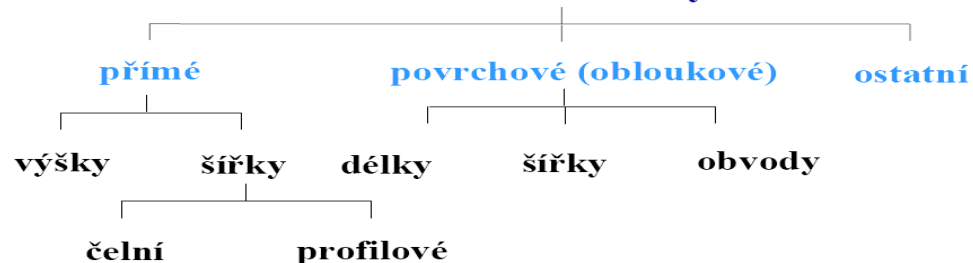 přímé povrchové (obloukové) ostatní
výšky šířky délky šířky obvody
čelní profilové